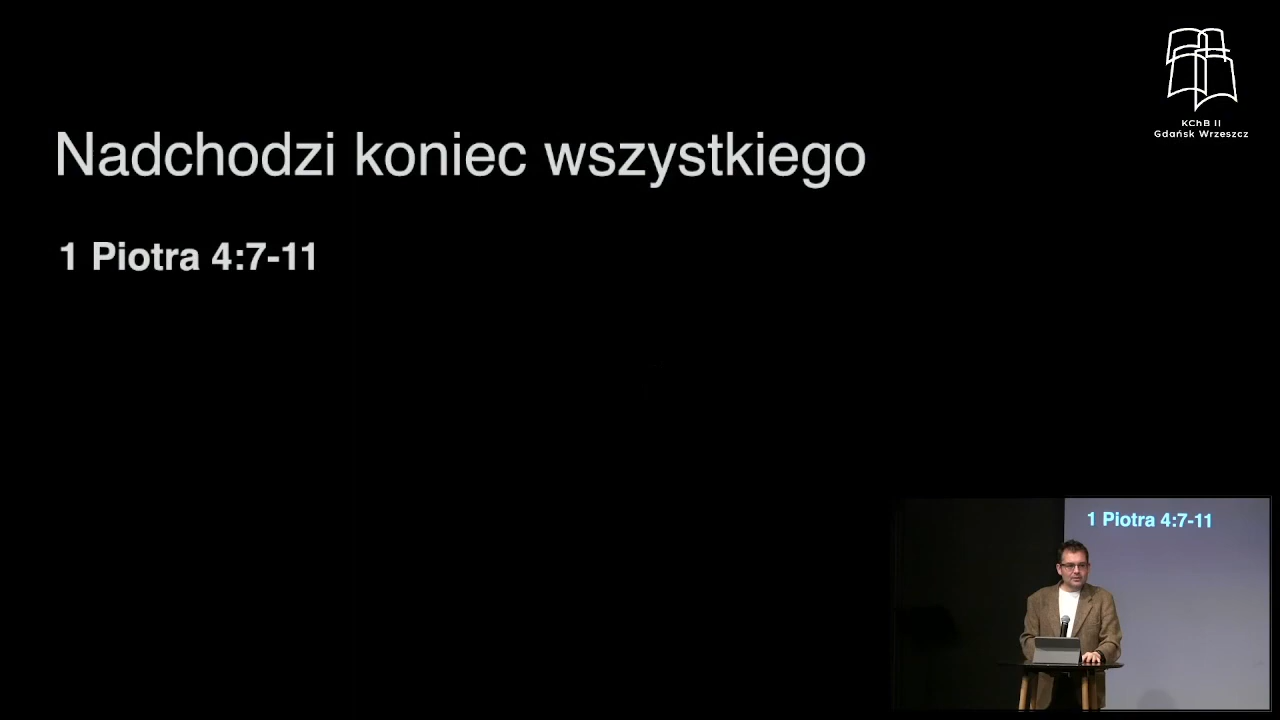 Nadchodzi koniec wszystkiego
1 Piotra 4:7-11
KChB II
Gdańsk Wrzeszcz
1 Piotra 4:7-11